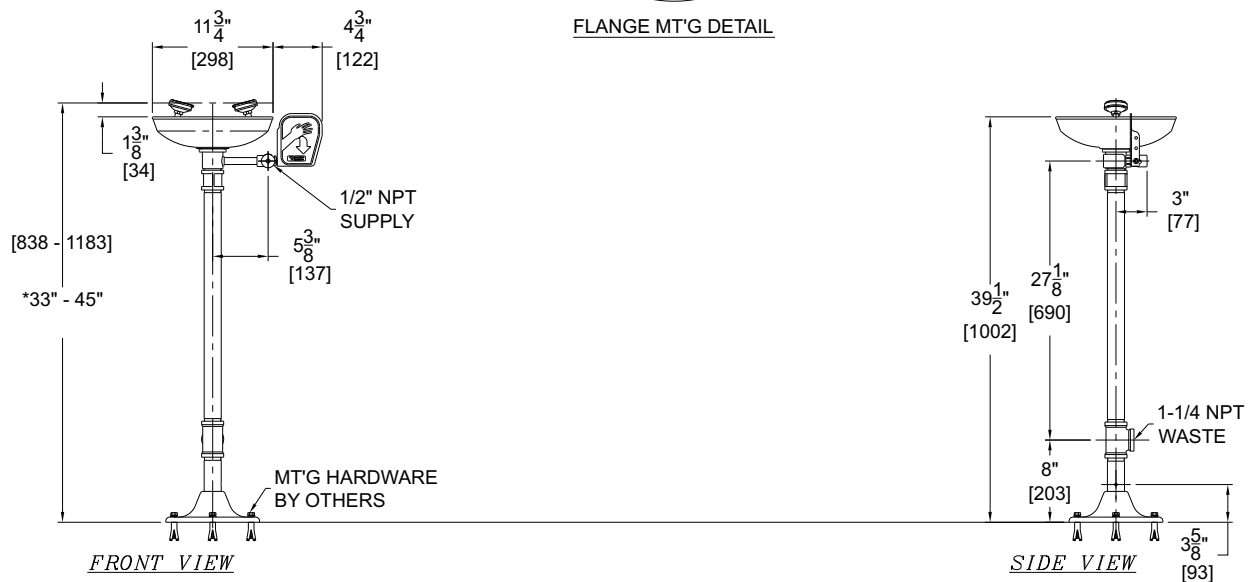 FLANGE MT'G DETAIL
11 3/4"
[298]
4 3/4"
[122]
1 3/8"
[34]
1/2" NPT
SUPPLY
[838 - 1183]
*33" - 45"
5 3/8"
[137]
MT'G HARDWARE
BY OTHERS
FRONT VIEW
3"
[77]
27 1/8"
[690]
39 1/2"
[1002]
1-1/4 NPT
WASTE
8"
[203]
3 5/8"
[93]
SIDE VIEW